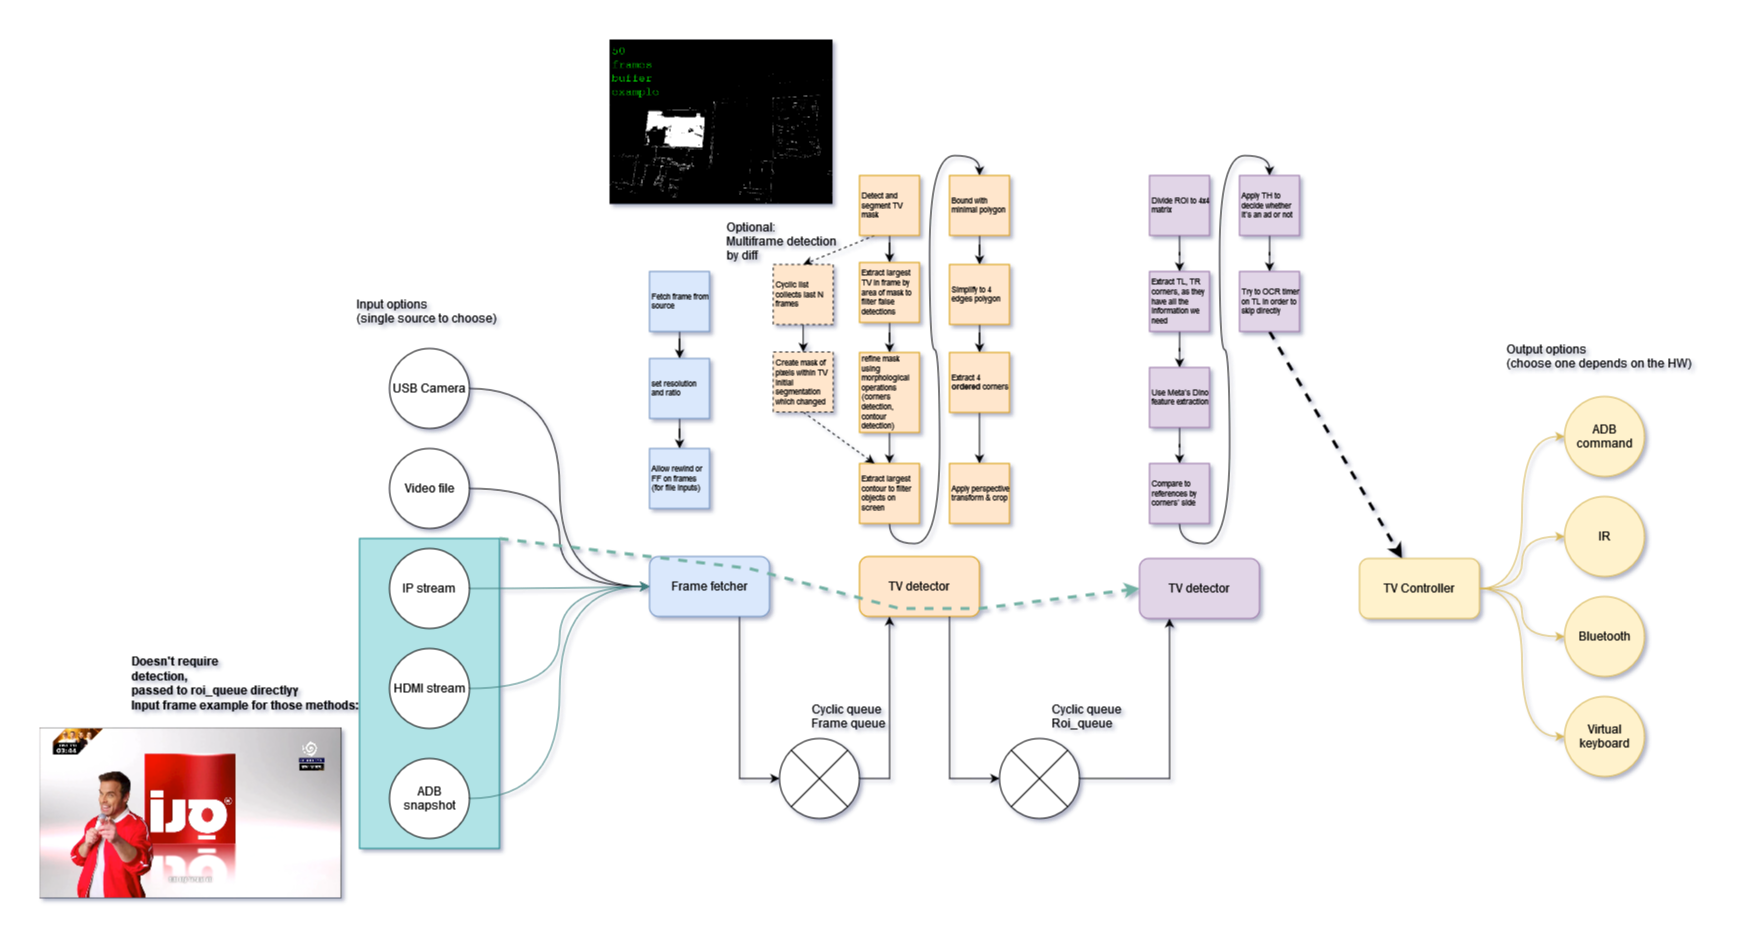 50
frames
buffer
example
Optional:
Multiframe detection
by diff
Input options
(single source to choose)
USB Camera
Video file
IP stream
HDMI stream
ADB
snapshot
Doesn't require
detection,
passed to roi_queue directlyץ
Input frame example for those methods:
03:44
Fetch frame from
source
set resolution
and ratio
Allow rewind or
FF on frames
(for file inputs)
Frame fetcher
Cyclic list
collects last N
frames
Create mask of
pixels within TV
initial
segmentation
which changed
Detect and
segment TV
mask
Extract largest
TV in frame by
area of mask to
filter false
detections
refine mask
using
morphological
operations
(corners
detection,
contour
detection)
Extract largest
contour to filter
objects on
screen
Bound with
minimal polygon
Simplify to 4
edges polygon
Extract 4
ordered corners
Apply perspective
transform & crop
TV detector
Cyclic queue
Frame queue
Divide ROI to 4x4
matrix
Extract TL, TR
corners, as they
have all the
information we
need
Use Meta's Dino
feature extraction
Compare to
references by
corners' side
Apply TH to
decide whether
it's an ad or not
Try to OCR timer
on TL in order to
skip directly
TV detector
Cyclic queue
Roi_queue
TV Controller
Output options
(choose one depends on the HW)
ADB
command
IR
Bluetooth
Virtual
keyboard